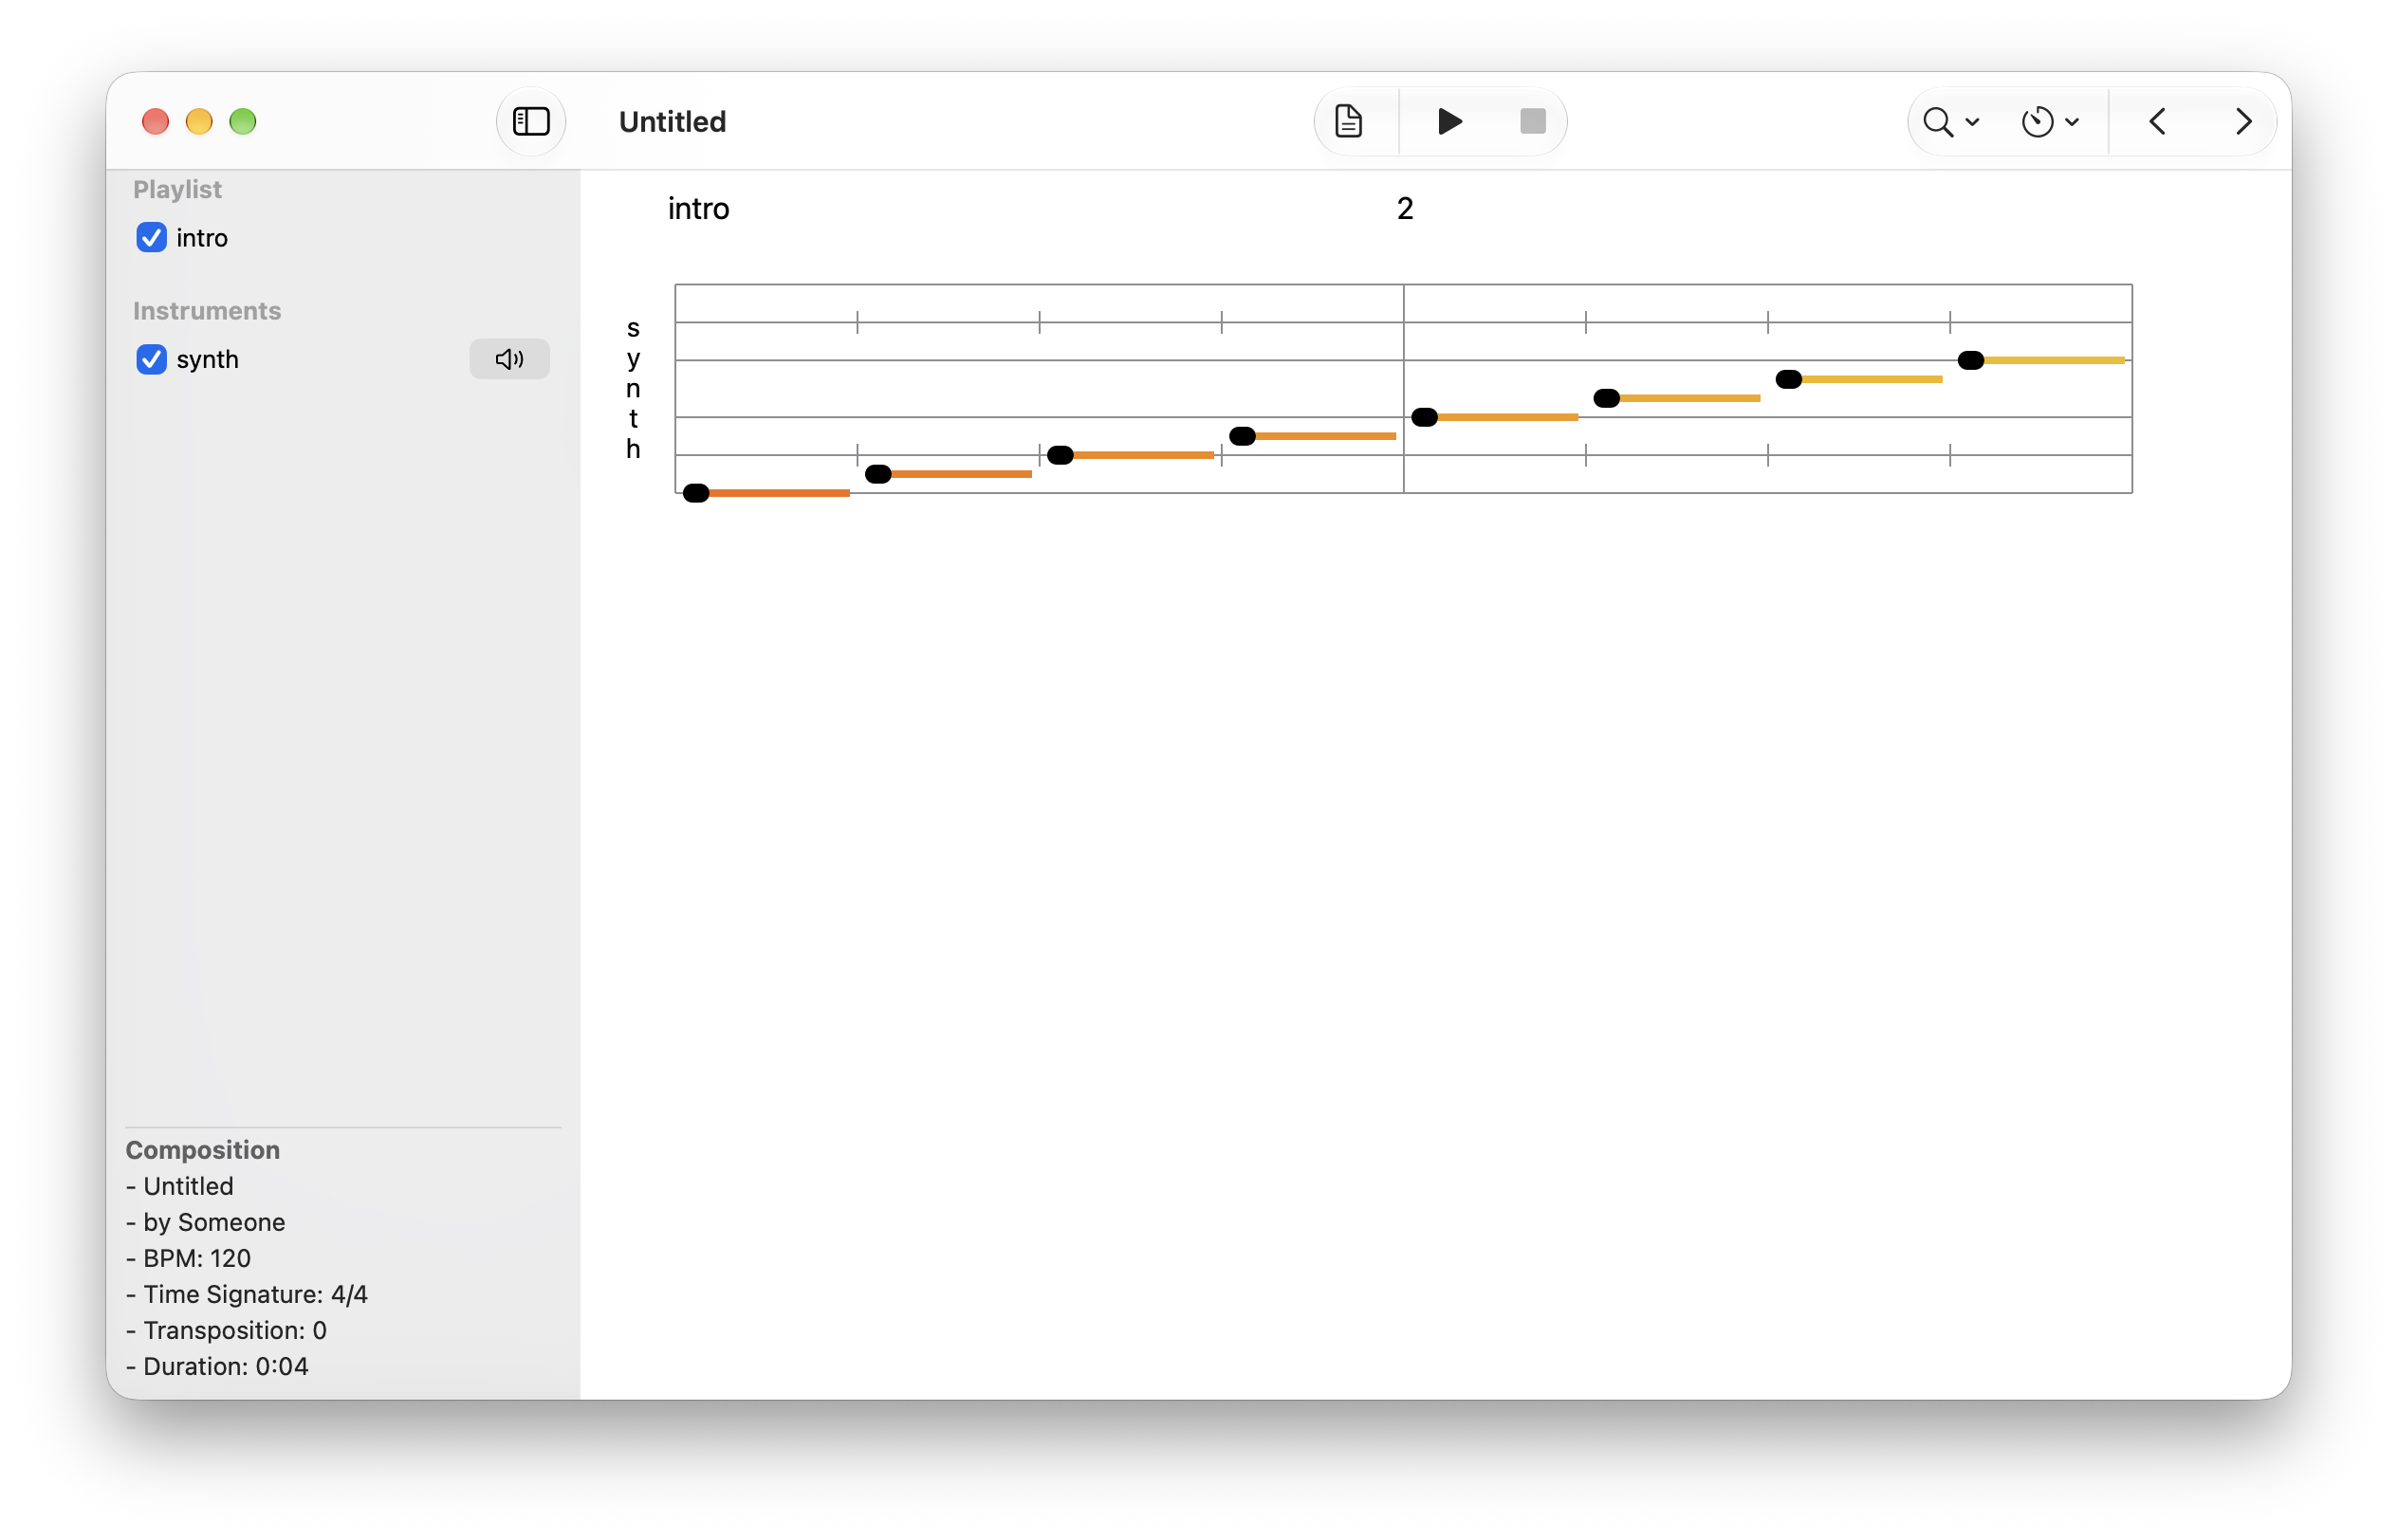 Untitled
Playlist
intro
Instruments
synth
intro
2
s
y
n
t
h
Composition
- Untitled
- by Someone
- BPM: 120
- Time Signature: 4/4
- Transposition: 0
- Duration: 0:04